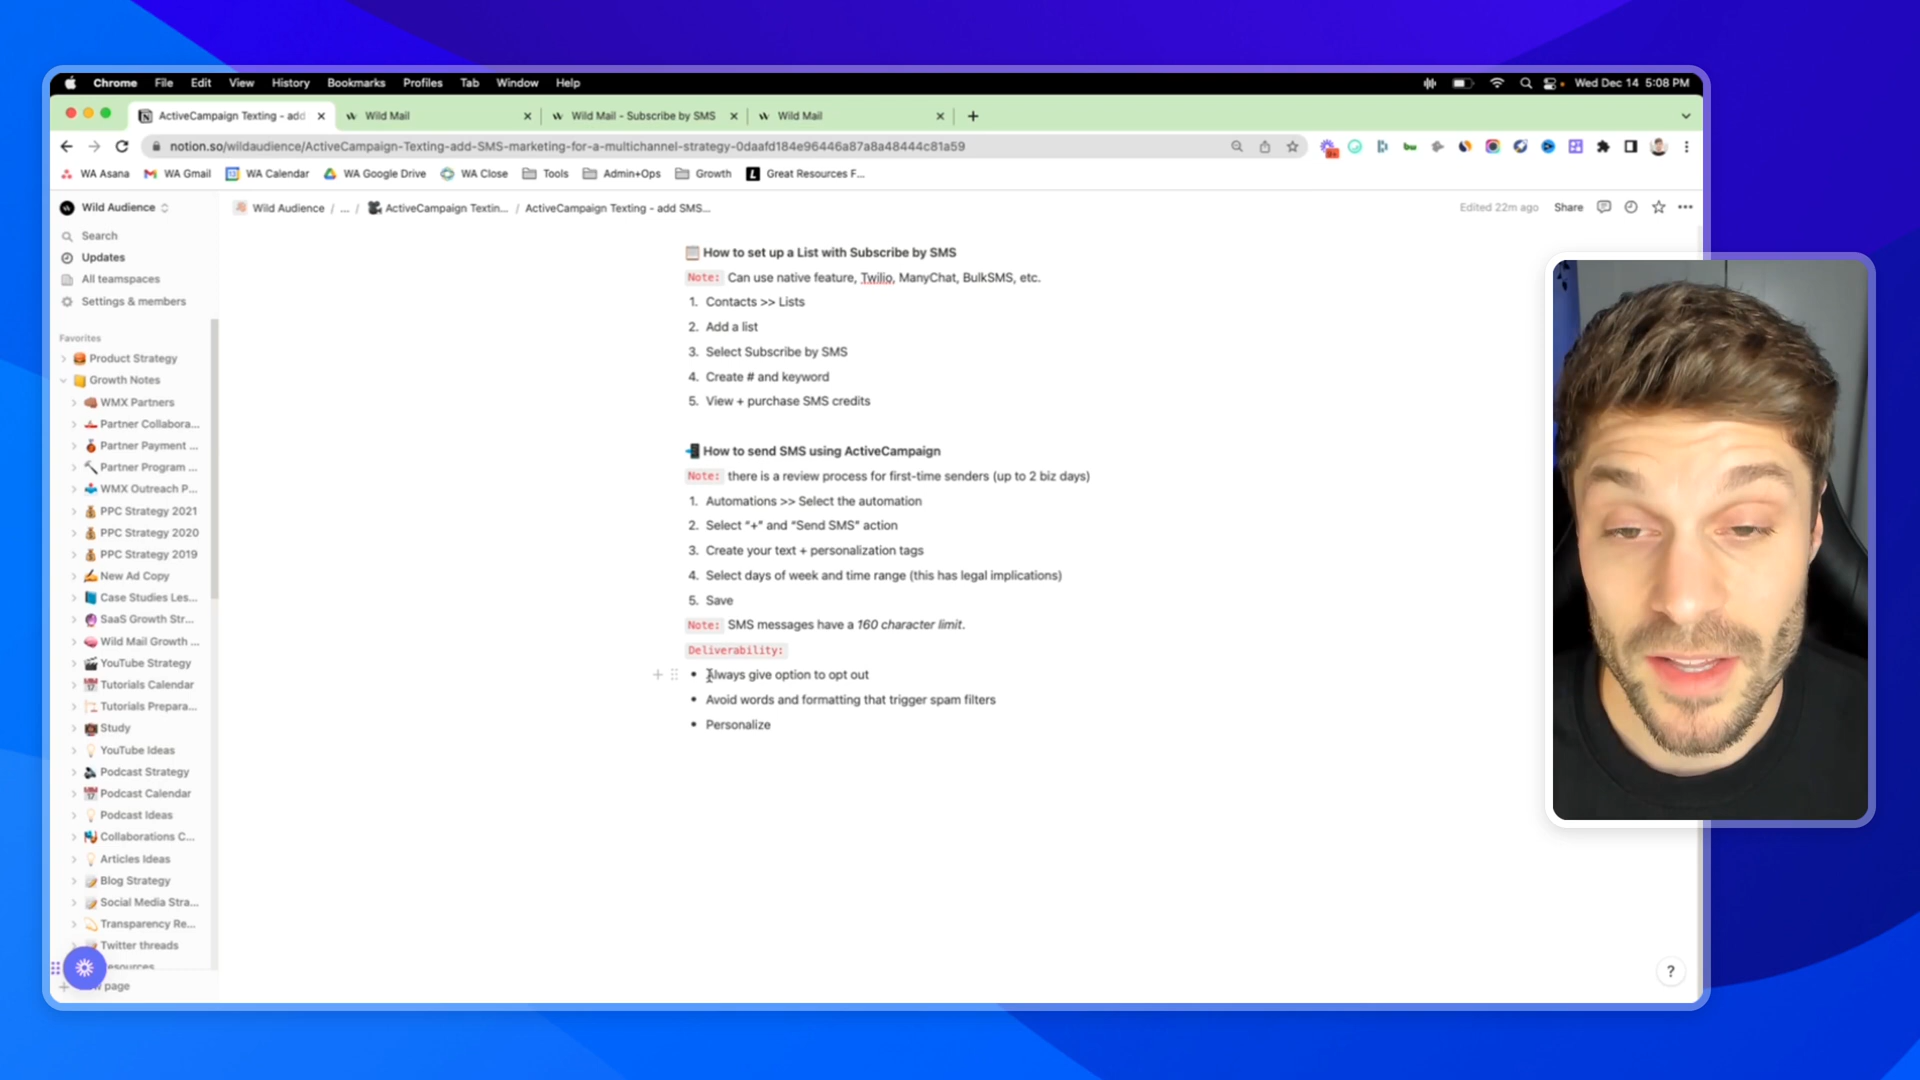 Chrome File Edit View History Bookmarks Profiles Tab Window Help
Wed Dec 14 5:08 PM
ActiveCampaign Texting - add
Wild Mail
Wild Mail - Subscribe by SMS
Wild Mail
notion.so/wildaudience/ActiveCampaign-Texting-add-SMS-marketing-for-a-multichannel-strategy-0daafd184e96446a87a8a48444c81a59
WA Asana
WA Gmail
WA Calendar
WA Google Drive
WA Close
Tools
Admin+Ops
Growth
Great Resources F...
Wild Audience
Wild Audience / ... / ActiveCampaign Textin... / ActiveCampaign Texting - add SMS...
Edited 22m ago
Share
Search
Updates
All teamspaces
Settings & members
Favorites
Product Strategy
Growth Notes
WMX Partners
Partner Collabora...
Partner Payment ...
Partner Program ...
WMX Outreach P...
PPC Strategy 2021
PPC Strategy 2020
PPC Strategy 2019
New Ad Copy
Case Studies Les...
SaaS Growth Str...
Wild Mail Growth ...
YouTube Strategy
Tutorials Calendar
Tutorials Prepara...
Study
YouTube Ideas
Podcast Strategy
Podcast Calendar
Podcast Ideas
Collaborations C...
Articles Ideas
Blog Strategy
Social Media Stra...
Transparency Re...
Twitter threads
page
How to set up a List with Subscribe by SMS
Note: Can use native feature, Twilio, ManyChat, BulkSMS, etc.
1. Contacts >> Lists
2. Add a list
3. Select Subscribe by SMS
4. Create # and keyword
5. View + purchase SMS credits
How to send SMS using ActiveCampaign
Note: there is a review process for first-time senders (up to 2 biz days)
1. Automations >> Select the automation
2. Select “+” and “Send SMS” action
3. Create your text + personalization tags
4. Select days of week and time range (this has legal implications)
5. Save
Note: SMS messages have a 160 character limit.
Deliverability:
• Always give option to opt out
• Avoid words and formatting that trigger spam filters
• Personalize
?